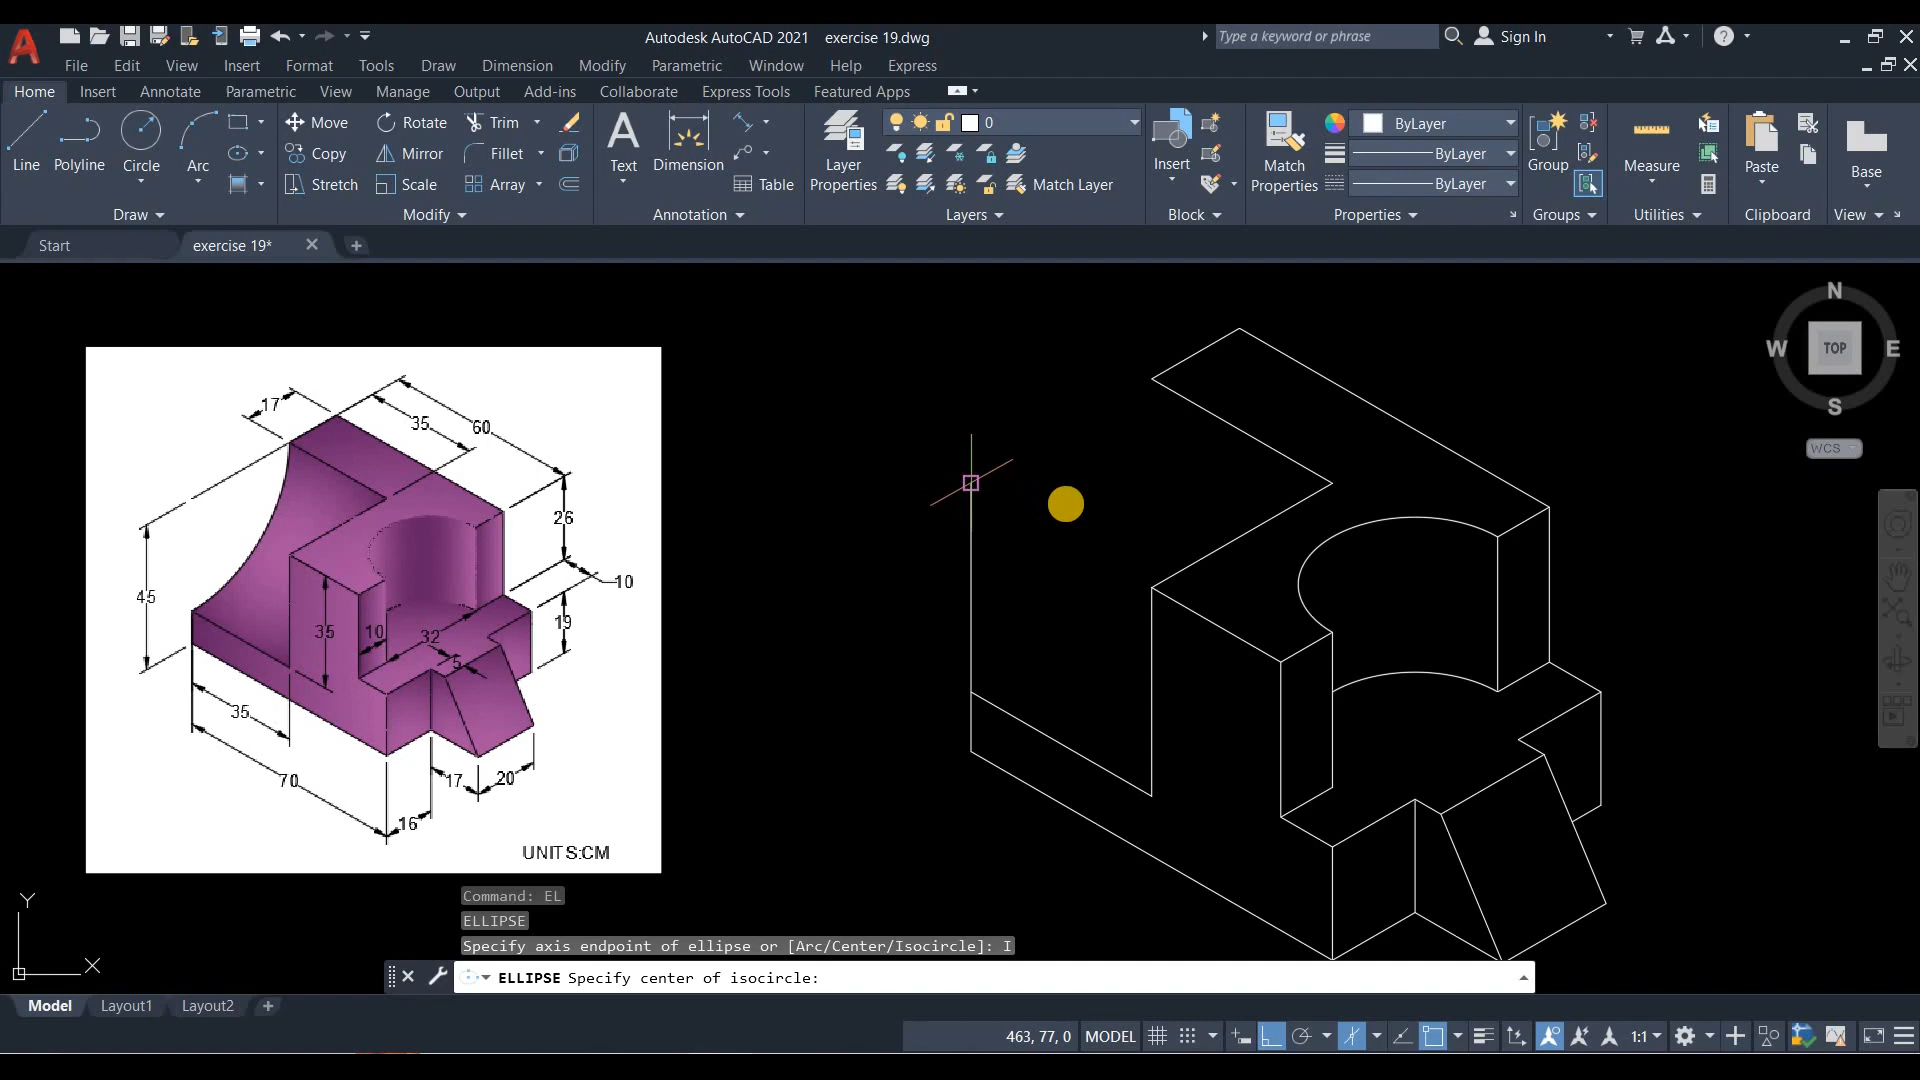 Autodesk AutoCAD 2021 exercise 19.dwg
Type a keyword or phrase
Sign In
File Edit View Insert Format Tools Draw Dimension Modify Parametric Window Help Express
Home Insert Annotate Parametric View Manage Output Add-ins Collaborate Express Tools Featured Apps
Line Polyline Circle Arc
Move Rotate Trim
Copy Mirror Fillet
Stretch Scale Array
Text Dimension Table
Layer Properties
0
Match Layer
Insert
Match Properties
ByLayer
ByLayer
ByLayer
Group
Measure
Paste
Base
Draw Modify Annotation Layers Block Properties Groups Utilities Clipboard View
Start exercise 19*
N
W TOP E
S
WCS
17
35
60
26
10
45
35
10
32
19
5
35
70
17
20
16
UNITS:CM
Y
X
Command: EL
ELLIPSE
Specify axis endpoint of ellipse or [Arc/Center/Isocircle]: I
ELLIPSE Specify center of isocircle:
Model Layout1 Layout2
463, 77, 0 MODEL 1:1